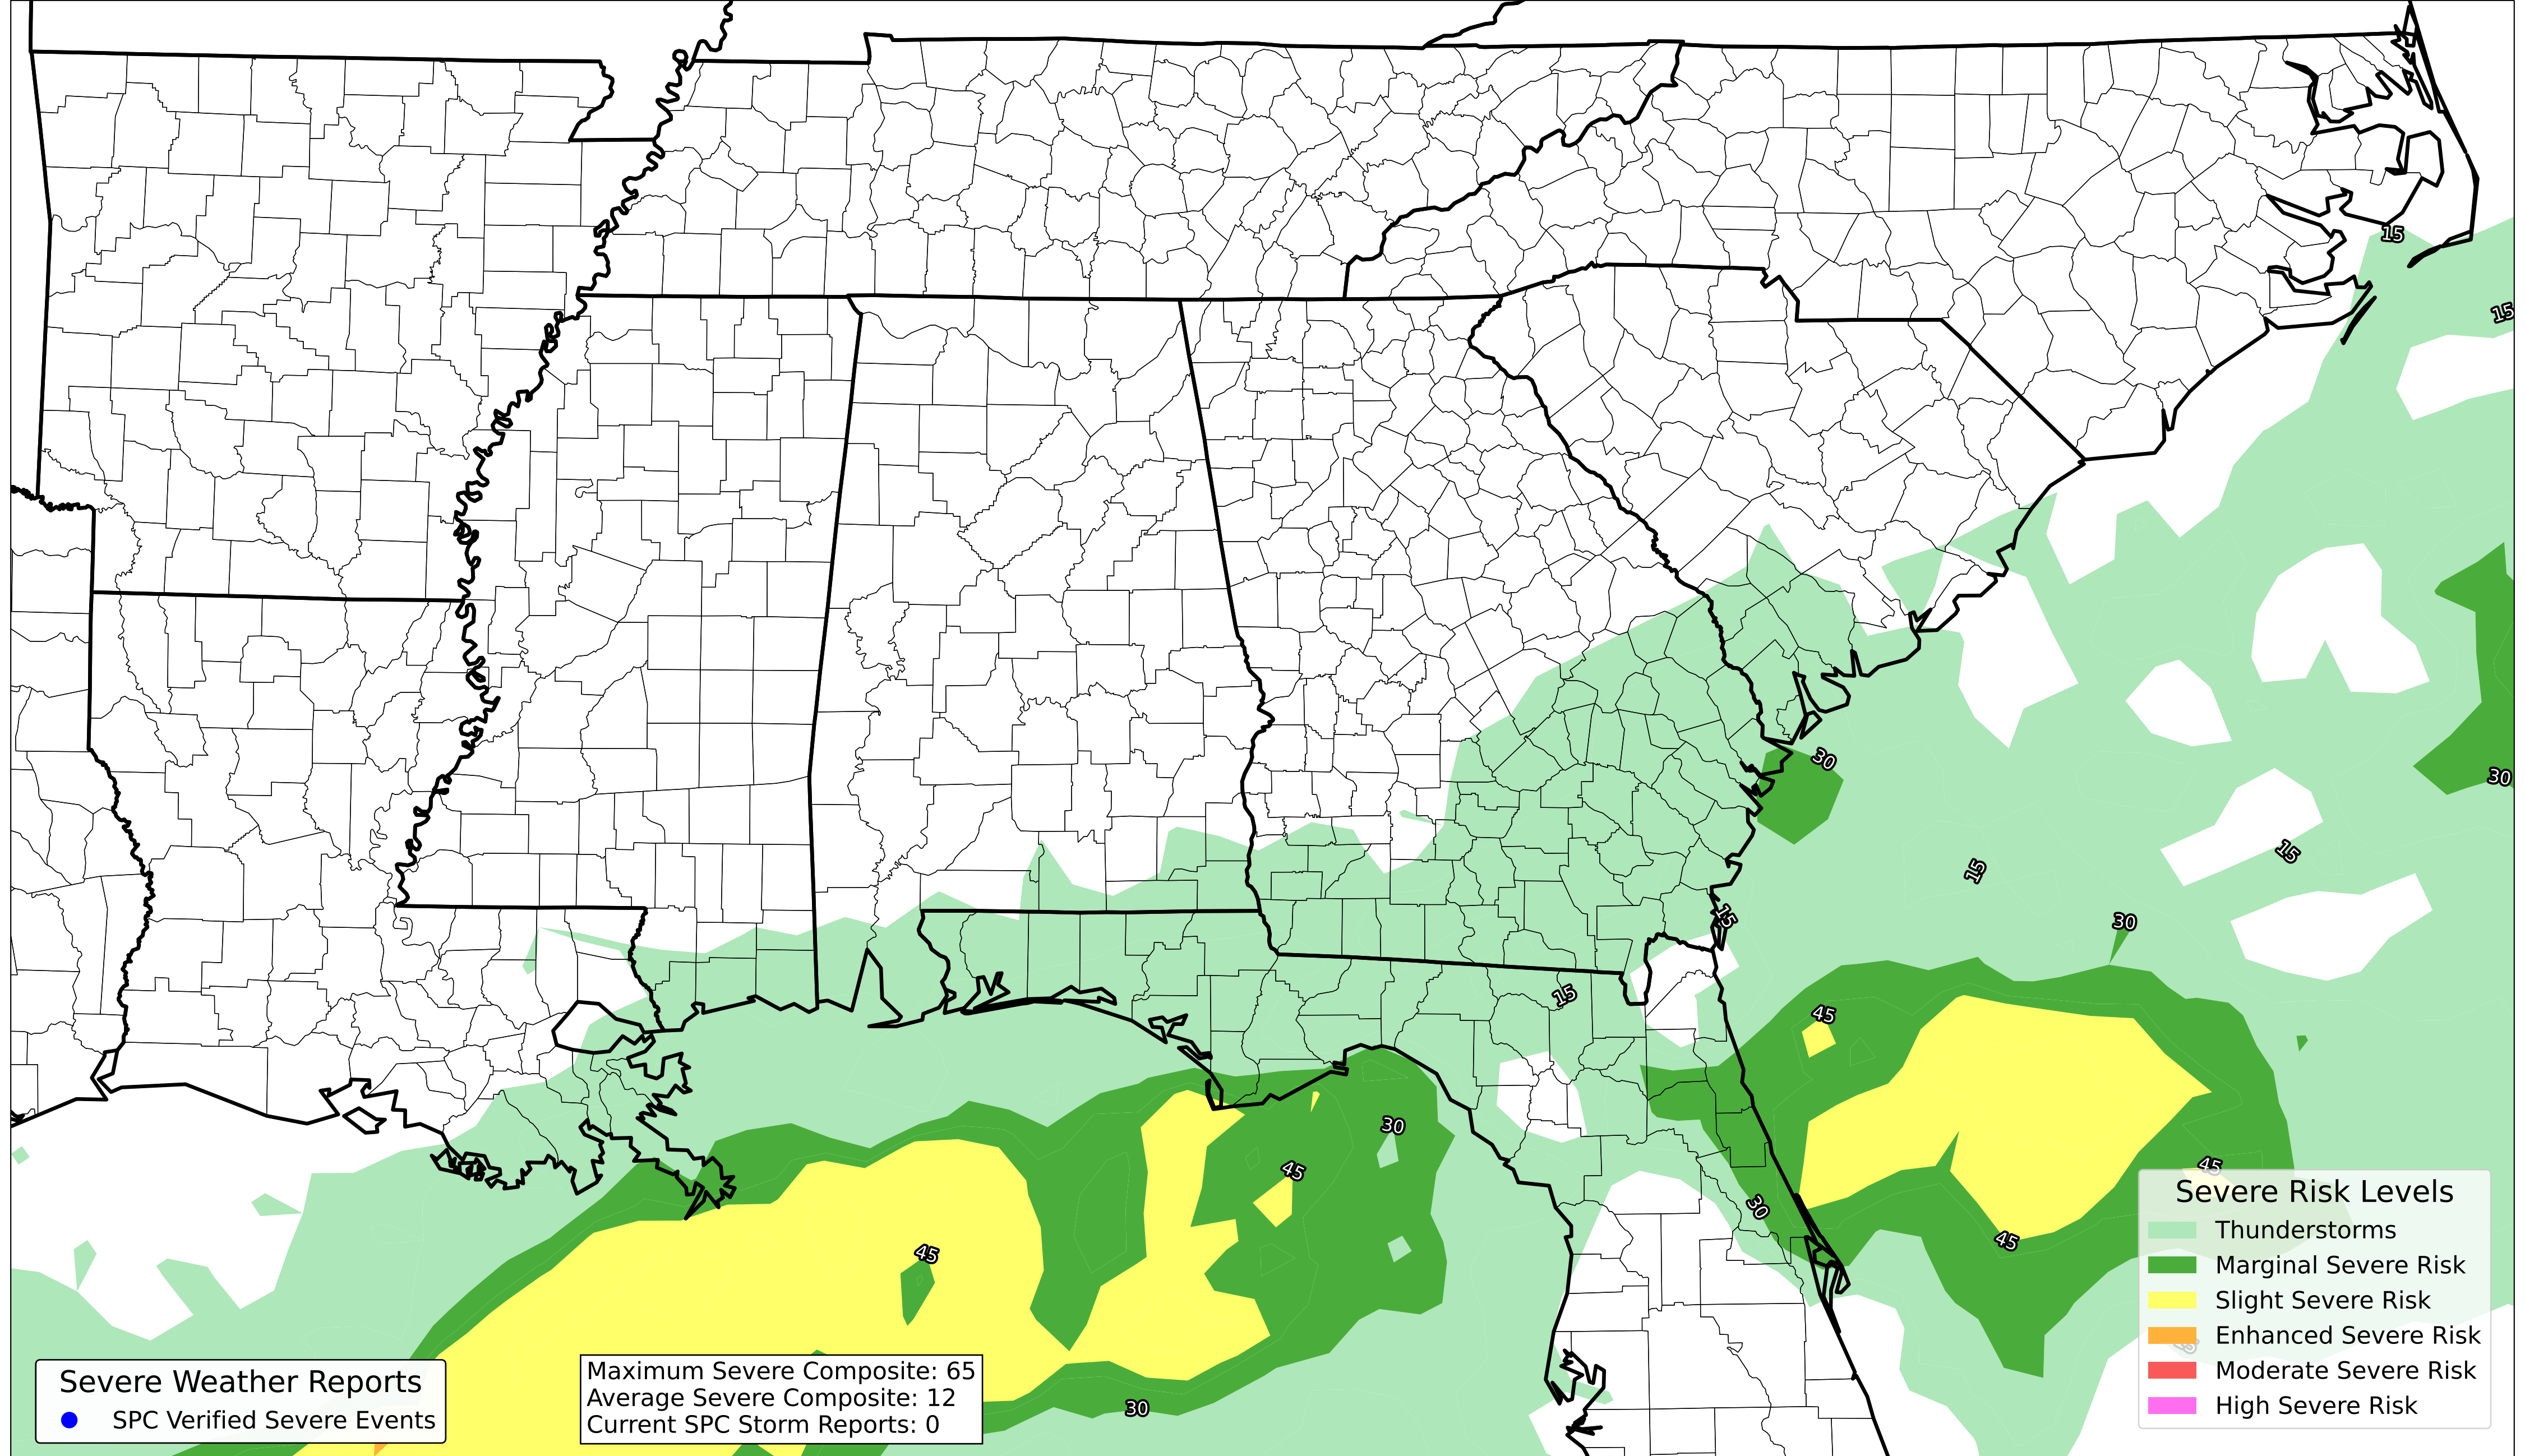 15
15
30
30
15
15
15
30
15
45
30
45
45
30
45
45
30
Severe Risk Levels
Thunderstorms
Marginal Severe Risk
Slight Severe Risk
Enhanced Severe Risk
Moderate Severe Risk
High Severe Risk
Severe Weather Reports
SPC Verified Severe Events
Maximum Severe Composite: 65
Average Severe Composite: 12
Current SPC Storm Reports: 0